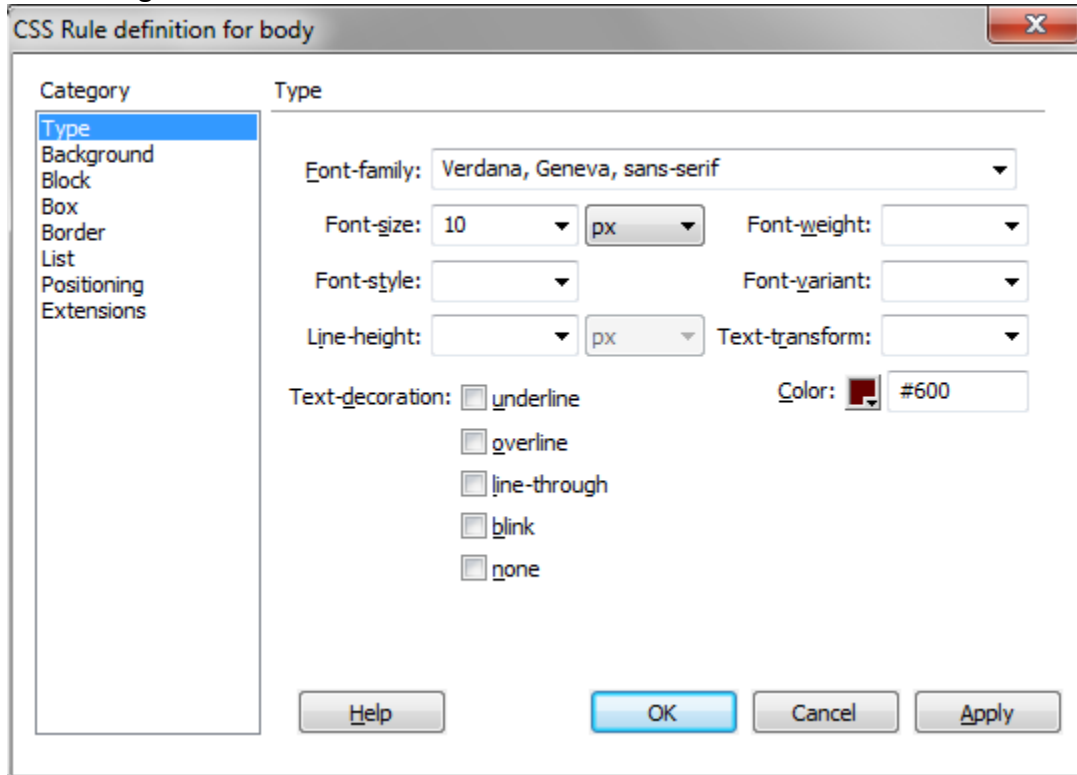 CSS Rule definition for body
Category
Type
Background
Block
Box
Border
List
Positioning
Extensions
Type
Font-family: Verdana, Geneva, sans-serif
Font-size: 10 px Font-weight:
Font-style: Font-variant:
Line-height: px Text-transform:
Text-decoration: underline Color: #600
overline
line-through
blink
none
Help OK Cancel Apply